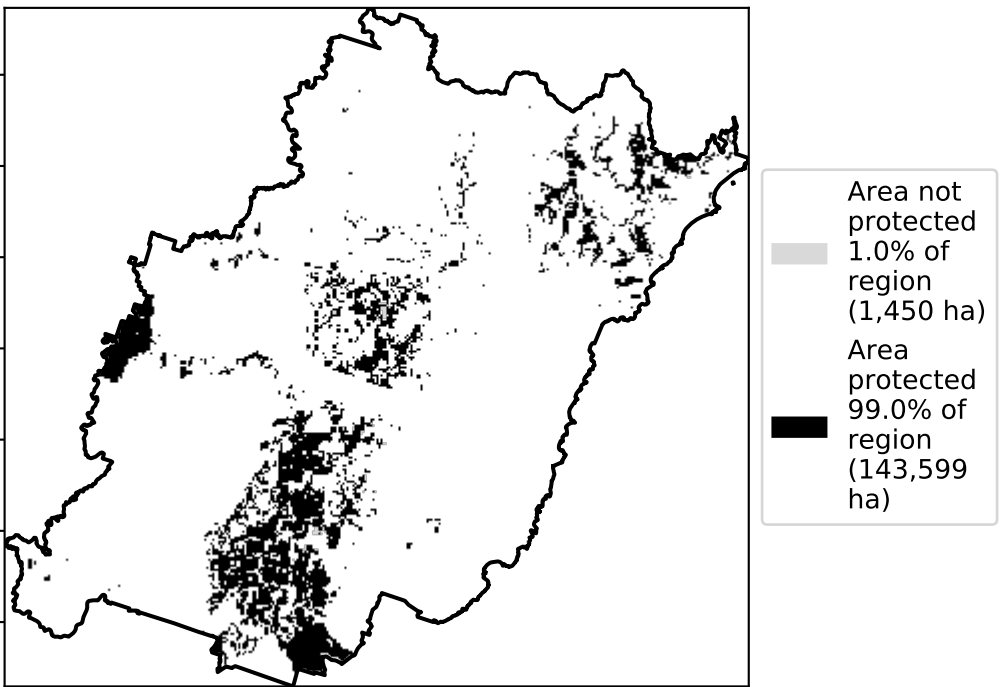 Area not
protected
1.0% of
region
(1,450 ha)
Area
protected
99.0% of
region
(143,599
ha)